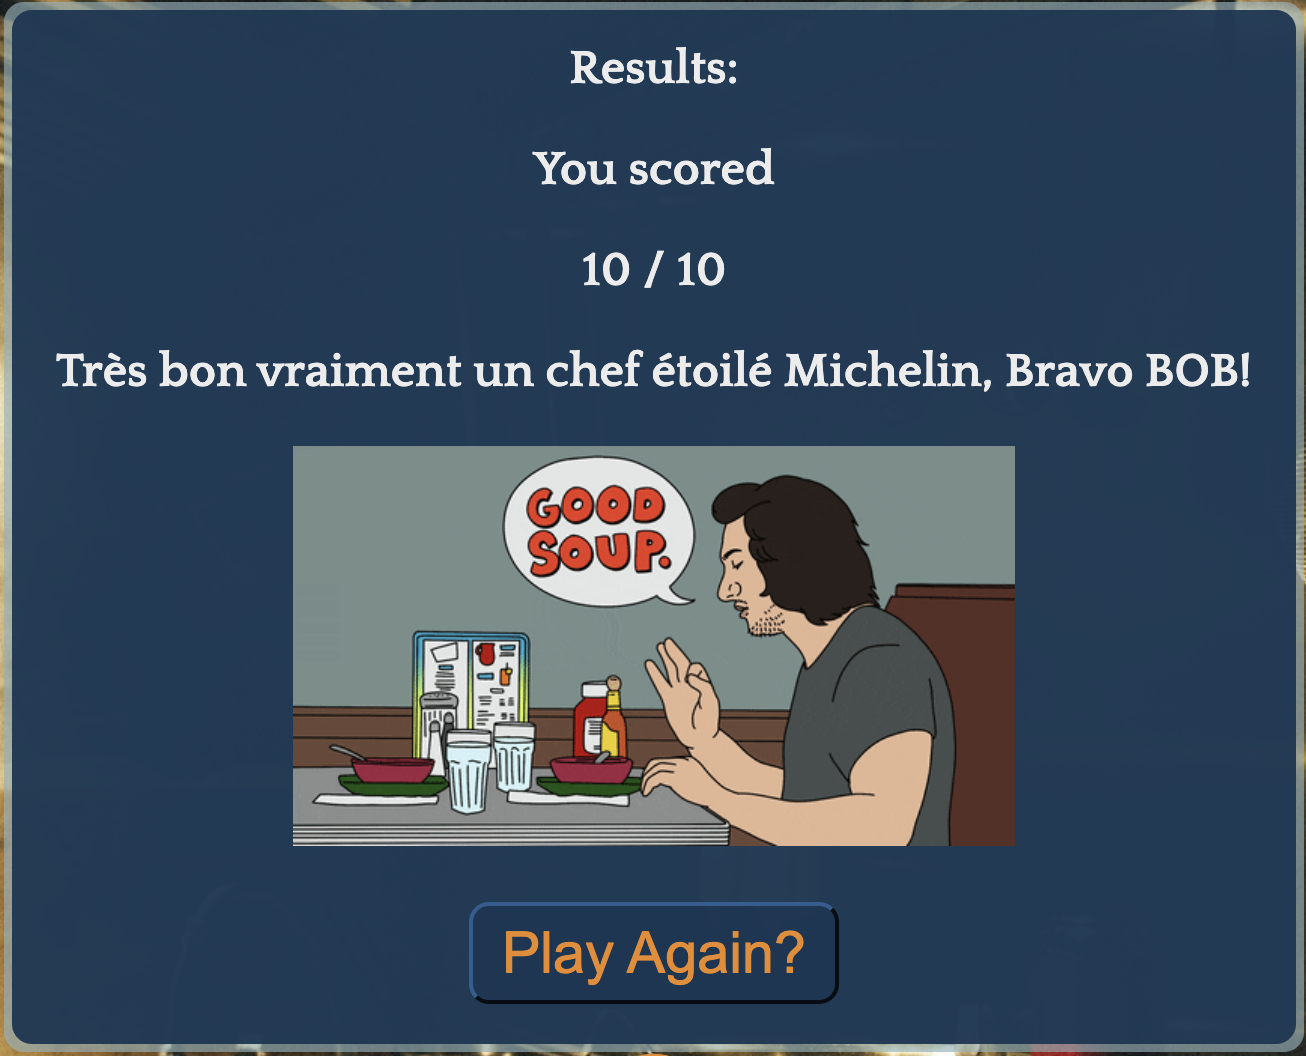 Results:
You scored
10 / 10
Très bon vraiment un chef étoilé Michelin, Bravo BOB!
GOOD
SOUP.
Play Again?